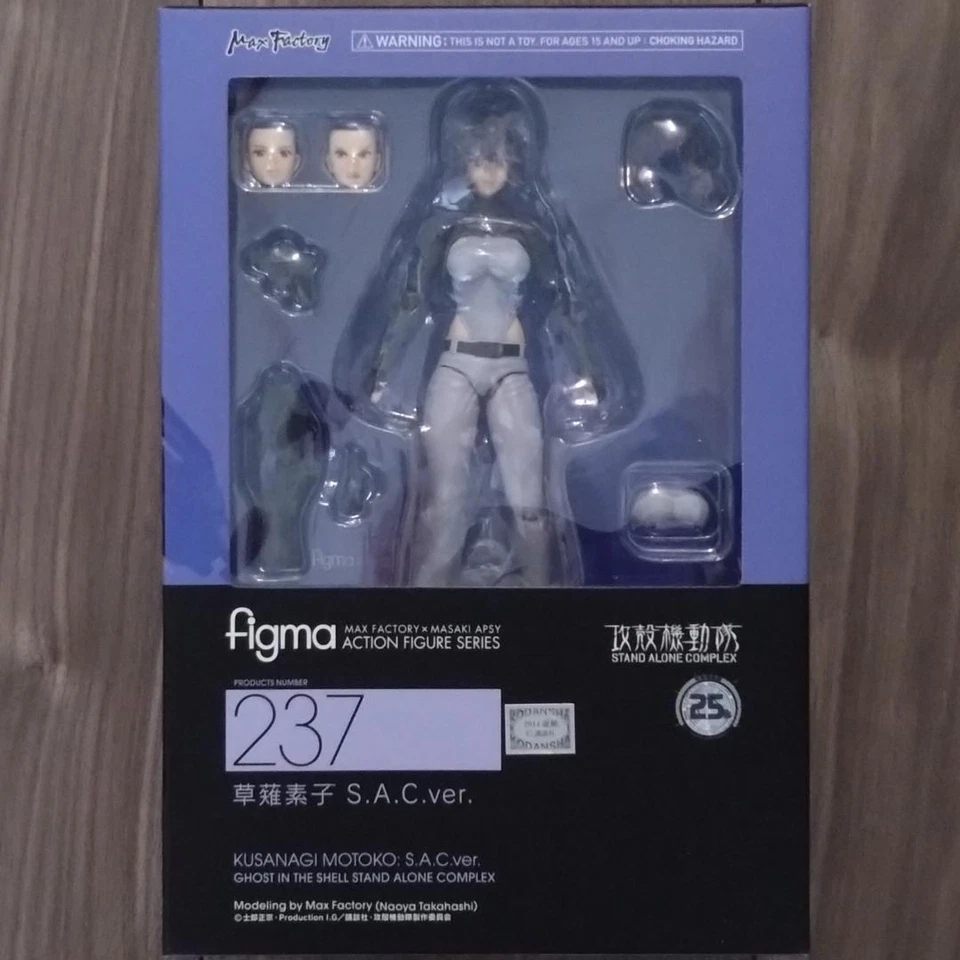 Max Factory
WARNING: THIS IS NOT A TOY. FOR AGES 15 AND UP : CHOKING HAZARD
figma
figma
MAX FACTORY × MASAKI APSY
ACTION FIGURE SERIES
攻殻機動隊
STAND ALONE COMPLEX
PRODUCTS NUMBER
237
25
草薙素子 S.A.C.ver.
KUSANAGI MOTOKO: S.A.C.ver.
GHOST IN THE SHELL STAND ALONE COMPLEX
Modeling by Max Factory (Naoya Takahashi)
©士郎正宗・Production I.G／講談社・攻殻機動隊製作委員会